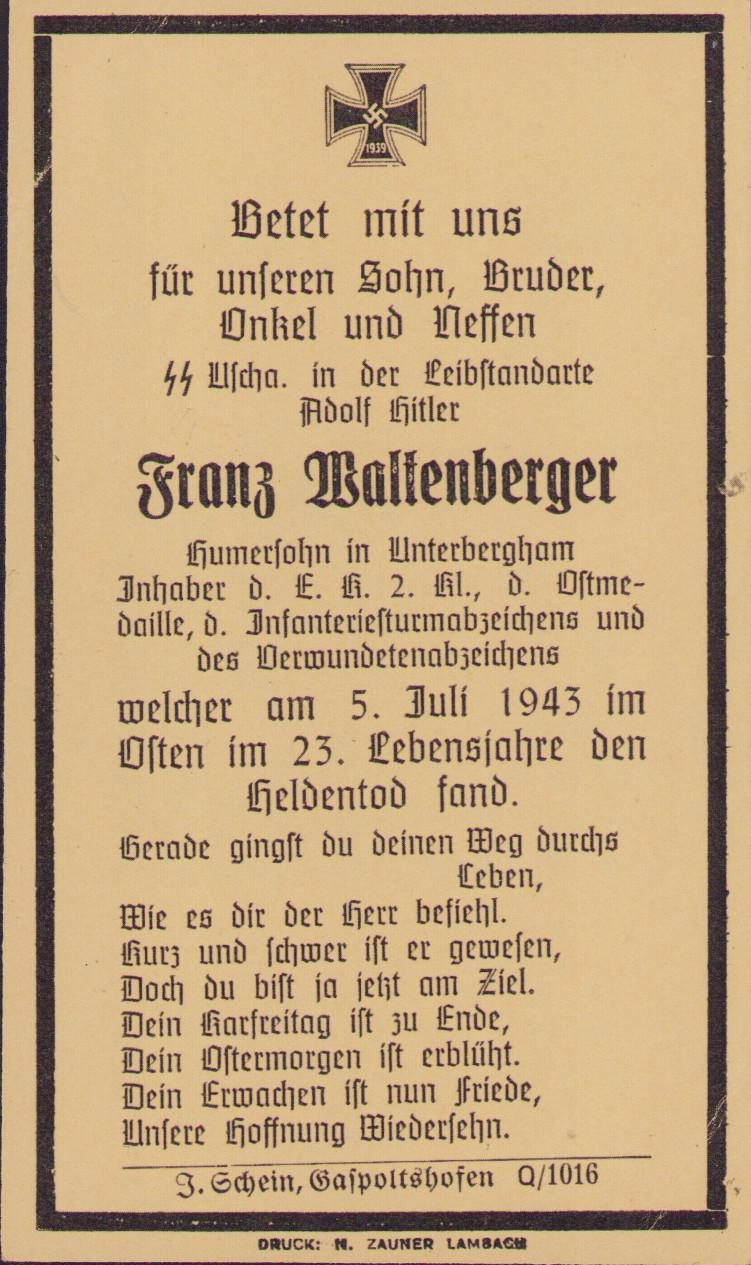 1939
Betet mit uns
für unseren Sohn, Bruder,
Onkel und Neffen
SS Uscha. in der Leibstandarte
Adolf Hitler
Franz Waltenberger
Humersohn in Unterbergham
Inhaber d. E. K. 2. Kl., d. Ostme-
daille, d. Infanteriesturmabzeichens und
des Verwundetenabzeichens
welcher am 5. Juli 1943 im
Osten im 23. Lebensjahre den
Heldentod fand.
Gerade gingst du deinen Weg durchs
Leben,
Wie es dir der Herr befiehl.
Kurz und schwer ist er gewesen,
Doch du bist ja jetzt am Ziel.
Dein Karfreitag ist zu Ende,
Dein Ostermorgen ist erblüht.
Dein Erwachen ist nun Friede,
Unsere Hoffnung Wiedersehn.
J. Schein, Gaspoltshofen Q/1016
DRUCK: N. ZAUNER LAMBACH